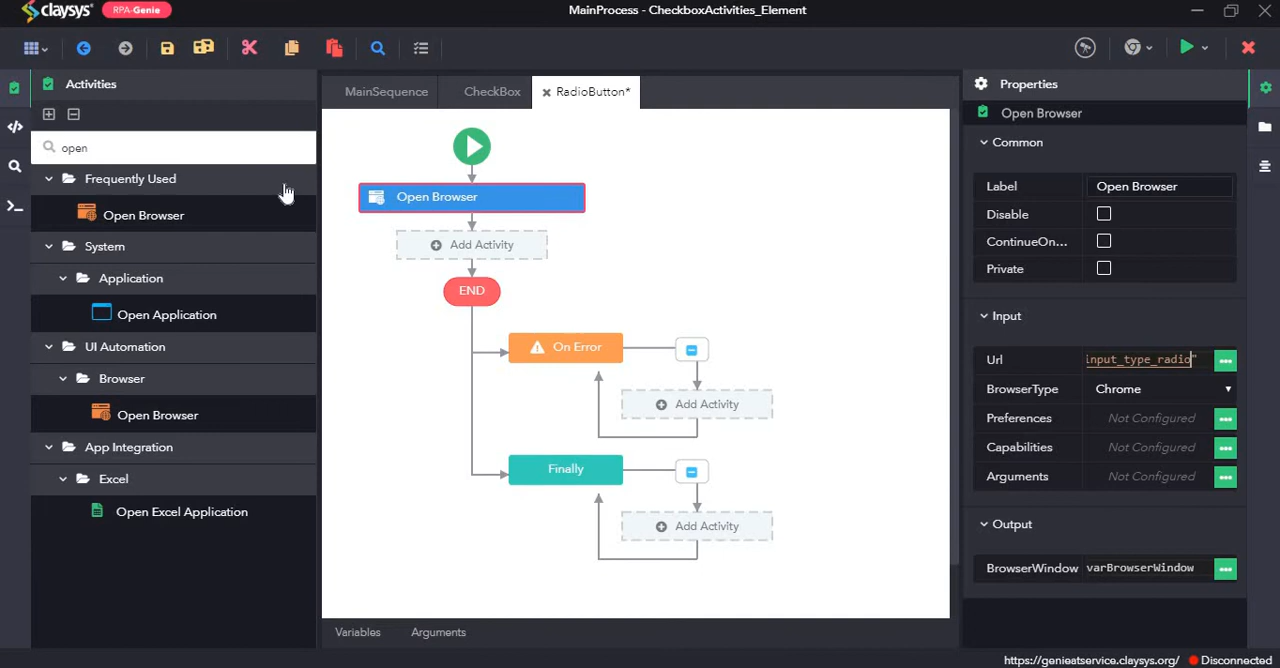 claysys RPA-Genie MainProcess - CheckboxActivities_Element
Activities
open
Frequently Used
Open Browser
System
Application
Open Application
UI Automation
Browser
Open Browser
App Integration
Excel
Open Excel Application
MainSequence CheckBox RadioButton*
Open Browser
Add Activity
END
On Error
Add Activity
Finally
Add Activity
Variables Arguments
Properties
Open Browser
Common
Label Open Browser
Disable
ContinueOn...
Private
Input
Url input_type_radio"
BrowserType Chrome
Preferences Not Configured
Capabilities Not Configured
Arguments Not Configured
Output
BrowserWindow varBrowserWindow
https://genieatservice.claysys.org/ Disconnected